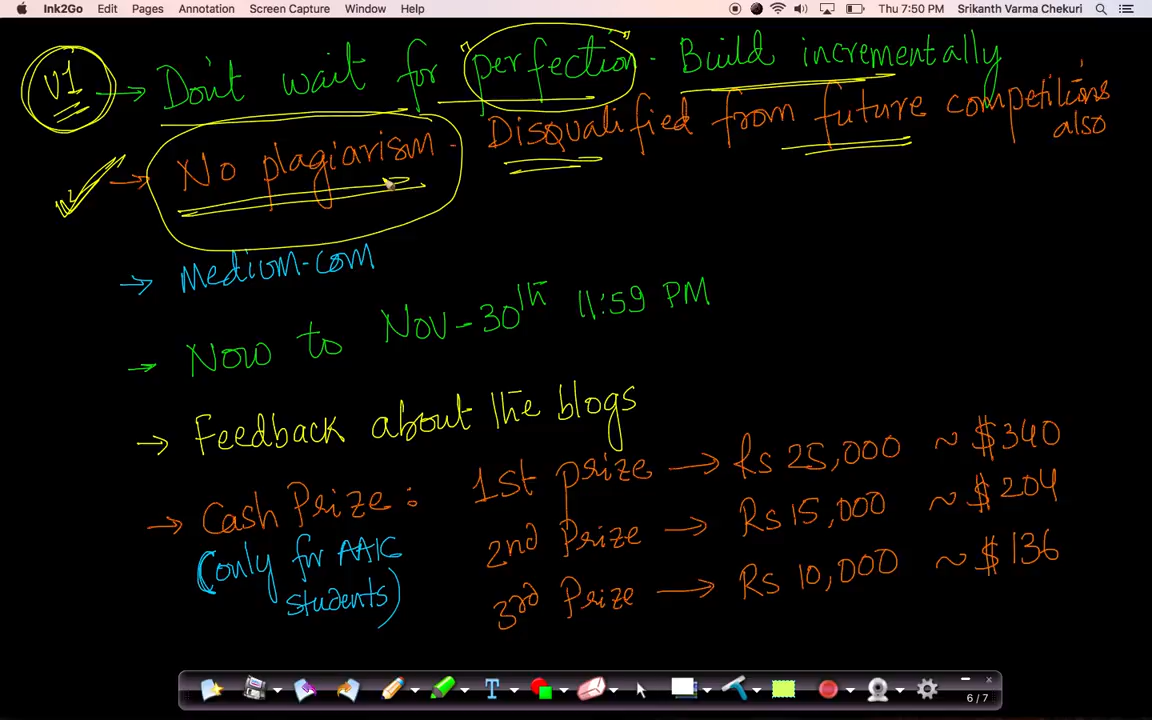 Ink2Go Edit Pages Annotation Screen Capture Window Help Thu 7:50 PM Srikanth Varma Chekuri
V1 → Don't wait for "perfection" - Build incrementally
→ No plagiarism - Disqualified from future competitions also
→ Medium.com
→ Now to Nov-30th 11:59 PM
→ Feedback about the blogs
→ Cash Prize: 1st prize → Rs 25,000 ~ $340
(only for AAIC students) 2nd Prize → Rs 15,000 ~ $204
3rd Prize → Rs 10,000 ~ $136
6 / 7